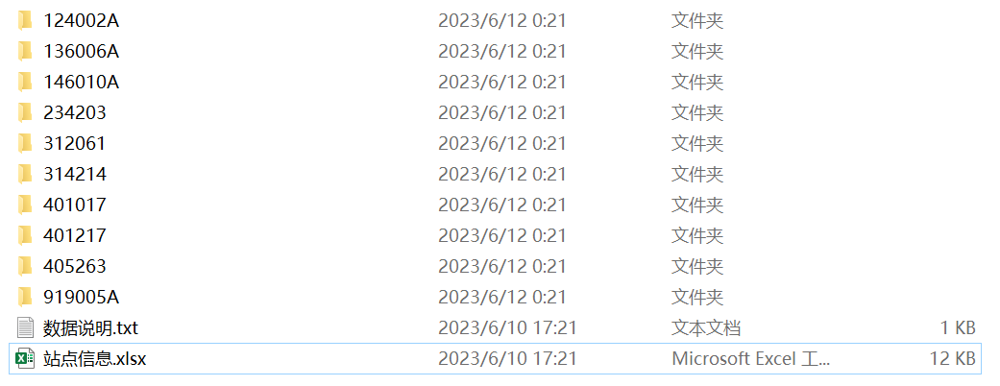 124002A 2023/6/12 0:21 文件夹
136006A 2023/6/12 0:21 文件夹
146010A 2023/6/12 0:21 文件夹
234203 2023/6/12 0:21 文件夹
312061 2023/6/12 0:21 文件夹
314214 2023/6/12 0:21 文件夹
401017 2023/6/12 0:21 文件夹
401217 2023/6/12 0:21 文件夹
405263 2023/6/12 0:21 文件夹
919005A 2023/6/12 0:21 文件夹
数据说明.txt 2023/6/10 17:21 文本文档 1 KB
站点信息.xlsx 2023/6/10 17:21 Microsoft Excel 工... 12 KB